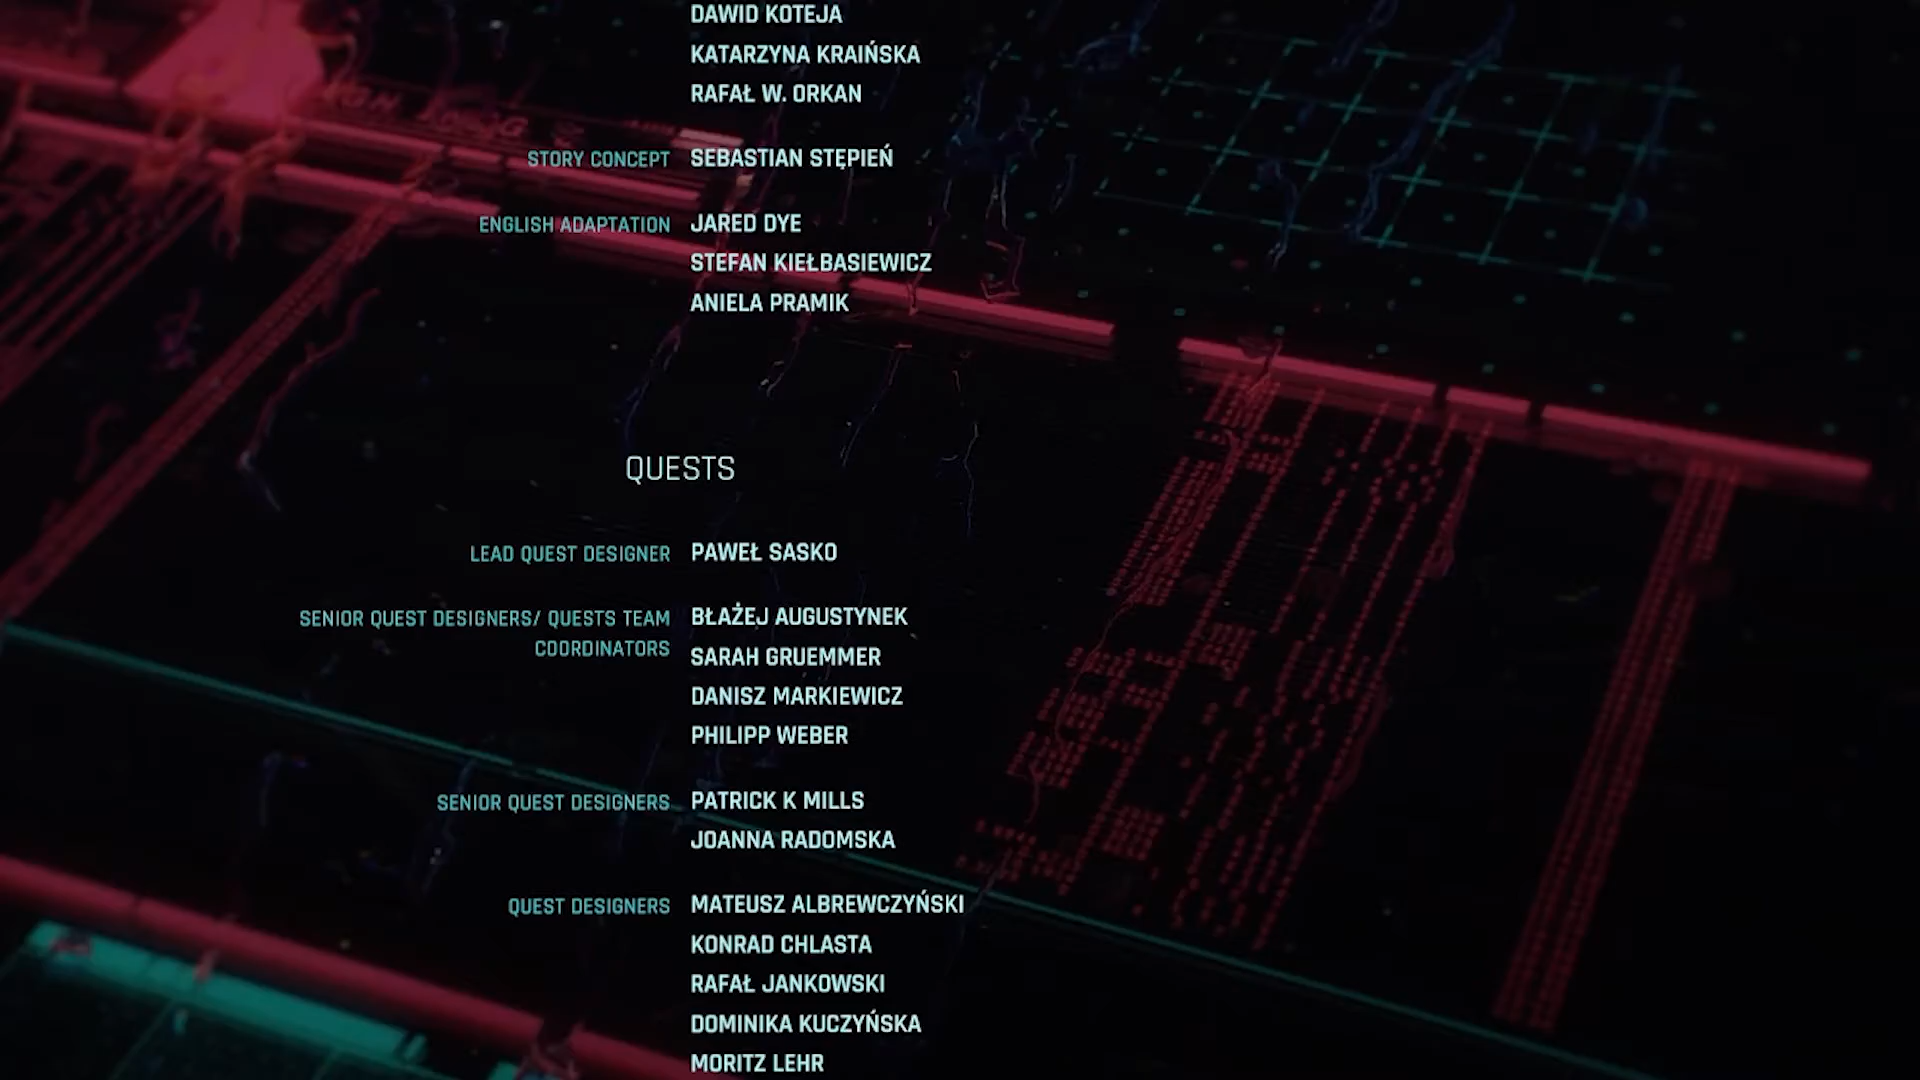 DAWID KOTEJA
KATARZYNA KRAIŃSKA
RAFAŁ W. ORKAN
STORY CONCEPT SEBASTIAN STĘPIEŃ
ENGLISH ADAPTATION JARED DYE
STEFAN KIEŁBASIEWICZ
ANIELA PRAMIK
QUESTS
LEAD QUEST DESIGNER PAWEŁ SASKO
SENIOR QUEST DESIGNERS/ QUESTS TEAM COORDINATORS BŁAŻEJ AUGUSTYNEK
SARAH GRUEMMER
DANISZ MARKIEWICZ
PHILIPP WEBER
SENIOR QUEST DESIGNERS PATRICK K MILLS
JOANNA RADOMSKA
QUEST DESIGNERS MATEUSZ ALBREWCZYŃSKI
KONRAD CHLASTA
RAFAŁ JANKOWSKI
DOMINIKA KUCZYŃSKA
MORITZ LEHR